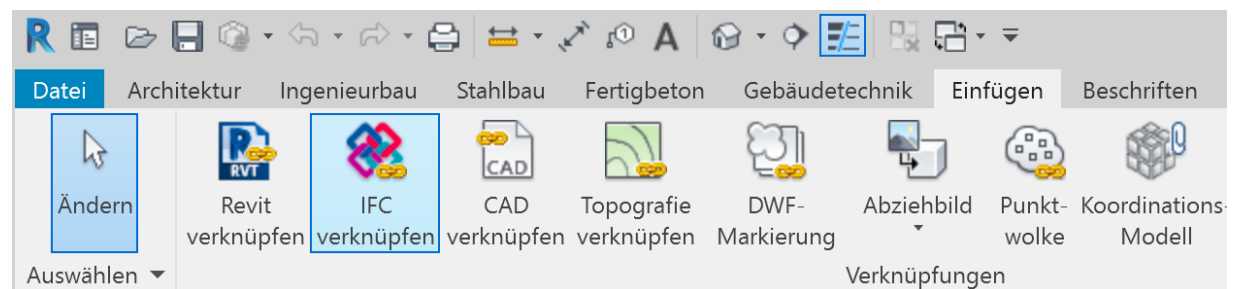 R 1 A
Datei Architektur Ingenieurbau Stahlbau Fertigbeton Gebäudetechnik Einfügen Beschriften
R RVT CAD
Ändern Revit verknüpfen IFC verknüpfen CAD verknüpfen Topografie verknüpfen DWF-Markierung Abziehbild Punkt-wolke Koordinations-Modell
Auswählen Verknüpfungen